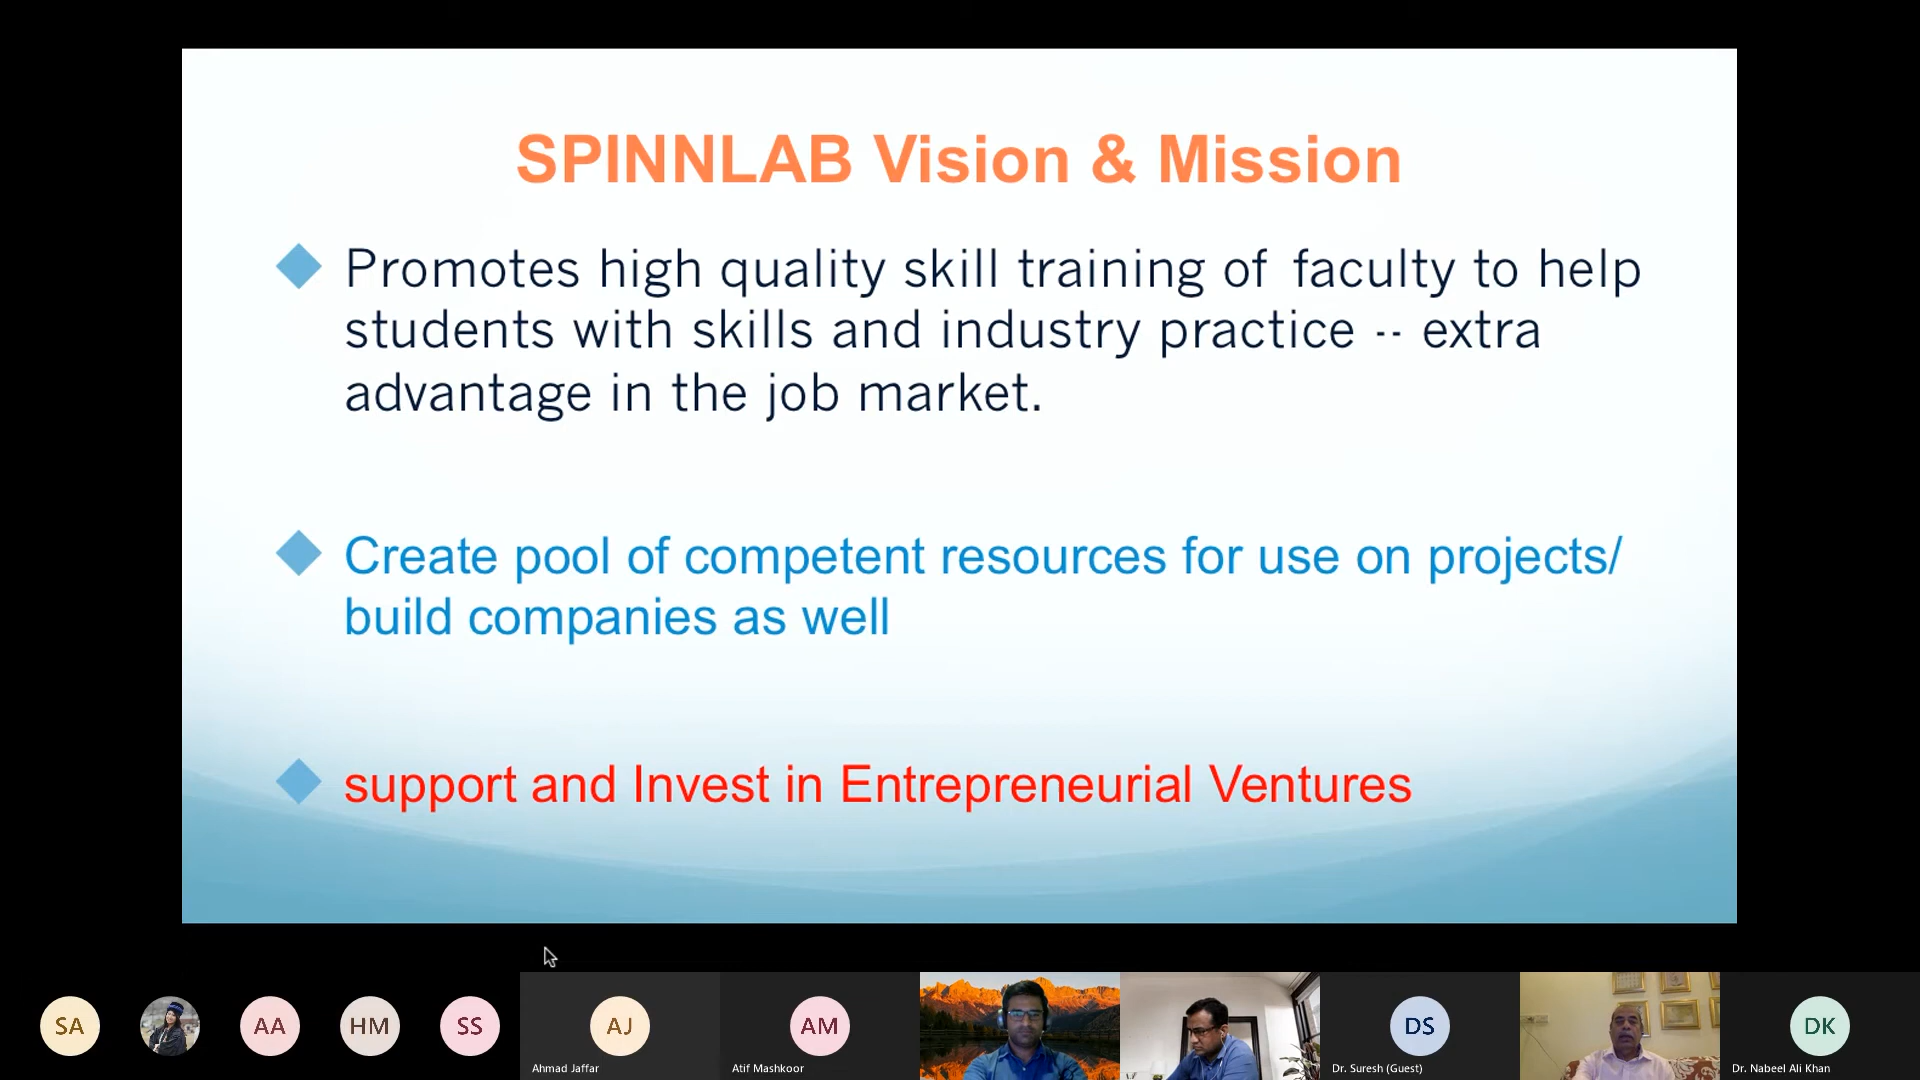 SPINNLAB Vision & Mission
Promotes high quality skill training of faculty to help
students with skills and industry practice -- extra
advantage in the job market.
Create pool of competent resources for use on projects/
build companies as well
support and Invest in Entrepreneurial Ventures
SA
AA
HM
SS
AJ
AM
DS
DK
Ahmad Jaffar
Atif Mashkoor
Dr. Suresh (Guest)
Dr. Nabeel Ali Khan